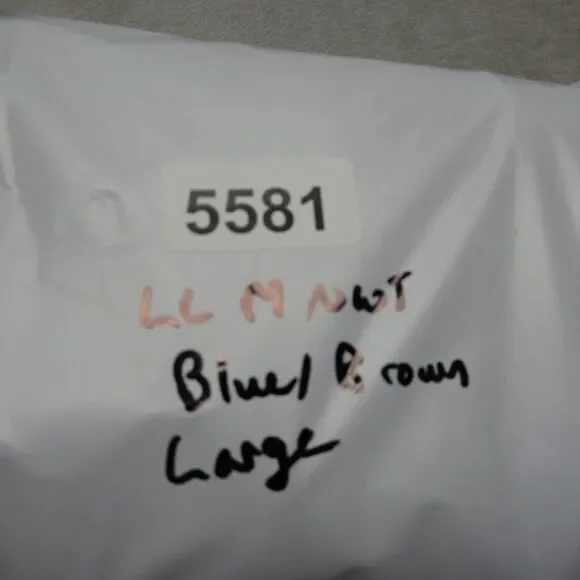 5581
LL M NWT
Blue/Brown
Large